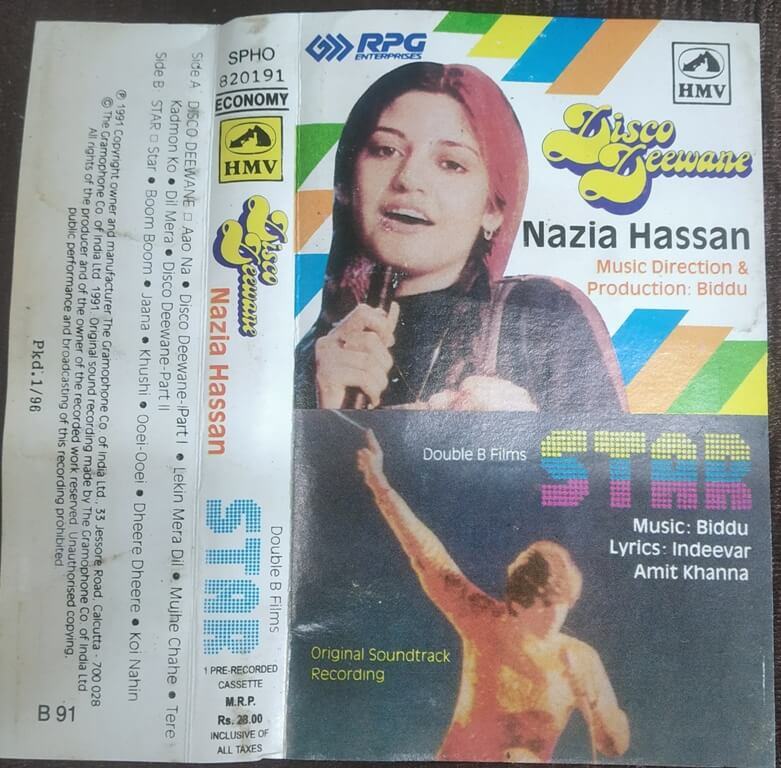 RPG
ENTERPRISES
HMV
Disco
Deewane
Nazia Hassan
Music Direction &
Production: Biddu
Double B Films
STAR
Music: Biddu
Lyrics: Indeevar
Amit Khanna
Original Soundtrack
Recording
SPHO
820191
ECONOMY
HMV
Disco
Deewane
Nazia Hassan
STAR
Double B Films
1 PRE-RECORDED
CASSETTE
M.R.P.
Rs. 28.00
INCLUSIVE OF
ALL TAXES
Side A DISCO DEEWANE □ Aao Na ● Disco Deewane-Part I ● Lekin Mera Dil ● Mujhe Chahe ● Tere
Kadmon Ko ● Dil Mera ● Disco Deewane-Part II
Side B STAR □ Star ● Boom Boom ● Jaana ● Khushi ● Ooei-Ooei ● Dheere Dheere ● Koi Nahin
℗ 1991 Copyright owner and manufacturer The Gramophone Co. of India Ltd., 33 Jessore Road, Calcutta - 700 028
© The Gramophone Co. of India Ltd. 1991. Original sound recording made by The Gramophone Co. of India Ltd
All rights of the producer and of the owner of the recorded work reserved. Unauthorised copying,
public performance and broadcasting of this recording prohibited
Pkd.1/96
B 91